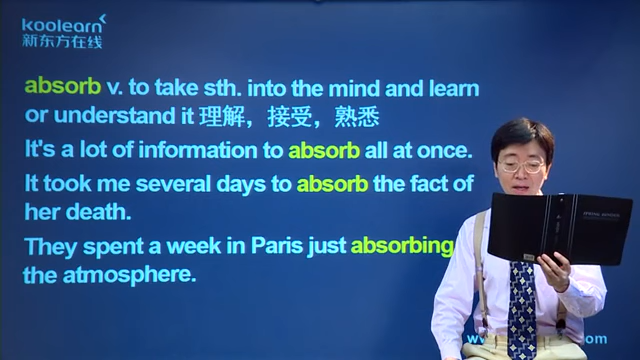 koolearn
新东方在线
absorb v. to take sth. into the mind and learn
or understand it 理解，接受，熟悉
It's a lot of information to absorb all at once.
It took me several days to absorb the fact of
her death.
They spent a week in Paris just absorbing
the atmosphere.